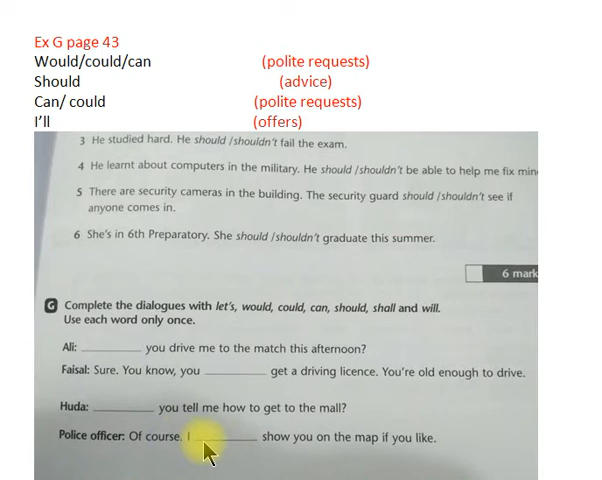 Ex G page 43
Would/could/can (polite requests)
Should (advice)
Can/ could (polite requests)
I'll (offers)
3 He studied hard. He should /shouldn't fail the exam.
4 He learnt about computers in the military. He should /shouldn't be able to help me fix min
5 There are security cameras in the building. The security guard should /shouldn't see if
anyone comes in.
6 She's in 6th Preparatory. She should /shouldn't graduate this summer.
6 mark
G Complete the dialogues with let's, would, could, can, should, shall and will.
Use each word only once.
Ali: ________ you drive me to the match this afternoon?
Faisal: Sure. You know, you ________ get a driving licence. You're old enough to drive.
Huda: ________ you tell me how to get to the mall?
Police officer: Of course. I ________ show you on the map if you like.